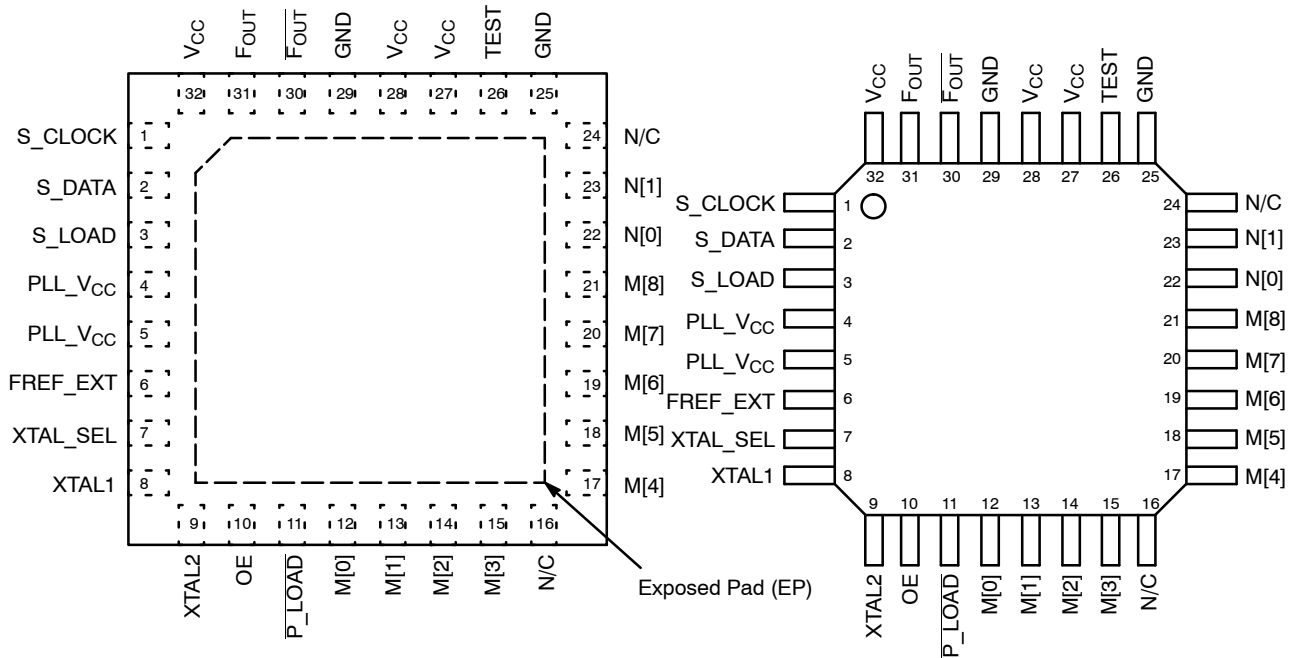 VCC FOUT FOUT GND VCC VCC TEST GND
32 31 30 29 28 27 26 25
S_CLOCK 1
S_DATA 2
S_LOAD 3
PLL_VCC 4
PLL_VCC 5
FREF_EXT 6
XTAL_SEL 7
XTAL1 8
24 N/C
23 N[1]
22 N[0]
21 M[8]
20 M[7]
19 M[6]
18 M[5]
17 M[4]
9 10 11 12 13 14 15 16
XTAL2 OE P_LOAD M[0] M[1] M[2] M[3] N/C
Exposed Pad (EP)
VCC FOUT FOUT GND VCC VCC TEST GND
32 31 30 29 28 27 26 25
S_CLOCK 1
S_DATA 2
S_LOAD 3
PLL_VCC 4
PLL_VCC 5
FREF_EXT 6
XTAL_SEL 7
XTAL1 8
24 N/C
23 N[1]
22 N[0]
21 M[8]
20 M[7]
19 M[6]
18 M[5]
17 M[4]
9 10 11 12 13 14 15 16
XTAL2 OE P_LOAD M[0] M[1] M[2] M[3] N/C